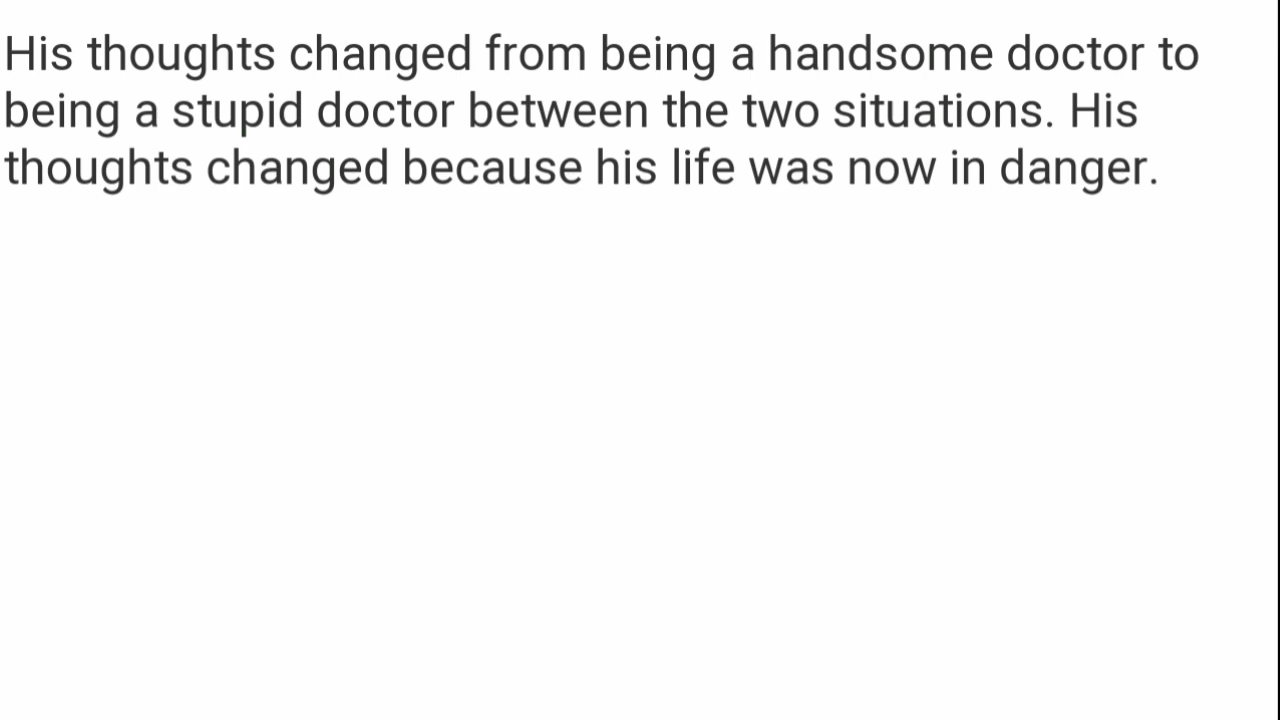 His thoughts changed from being a handsome doctor to
being a stupid doctor between the two situations. His
thoughts changed because his life was now in danger.